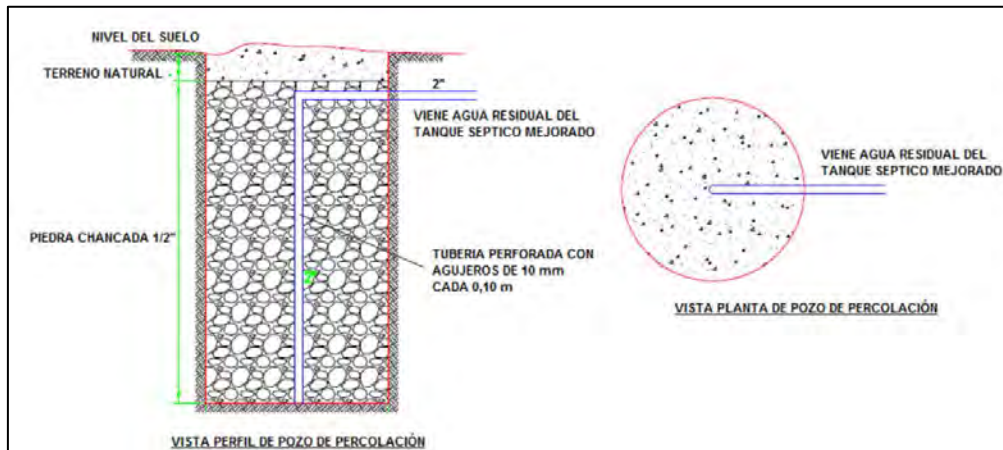 NIVEL DEL SUELO
TERRENO NATURAL
2"
VIENE AGUA RESIDUAL DEL
TANQUE SEPTICO MEJORADO
PIEDRA CHANCADA 1/2"
TUBERIA PERFORADA CON
AGUJEROS DE 10 mm
CADA 0,10 m
VISTA PERFIL DE POZO DE PERCOLACIÓN
VIENE AGUA RESIDUAL DEL
TANQUE SEPTICO MEJORADO
VISTA PLANTA DE POZO DE PERCOLACIÓN